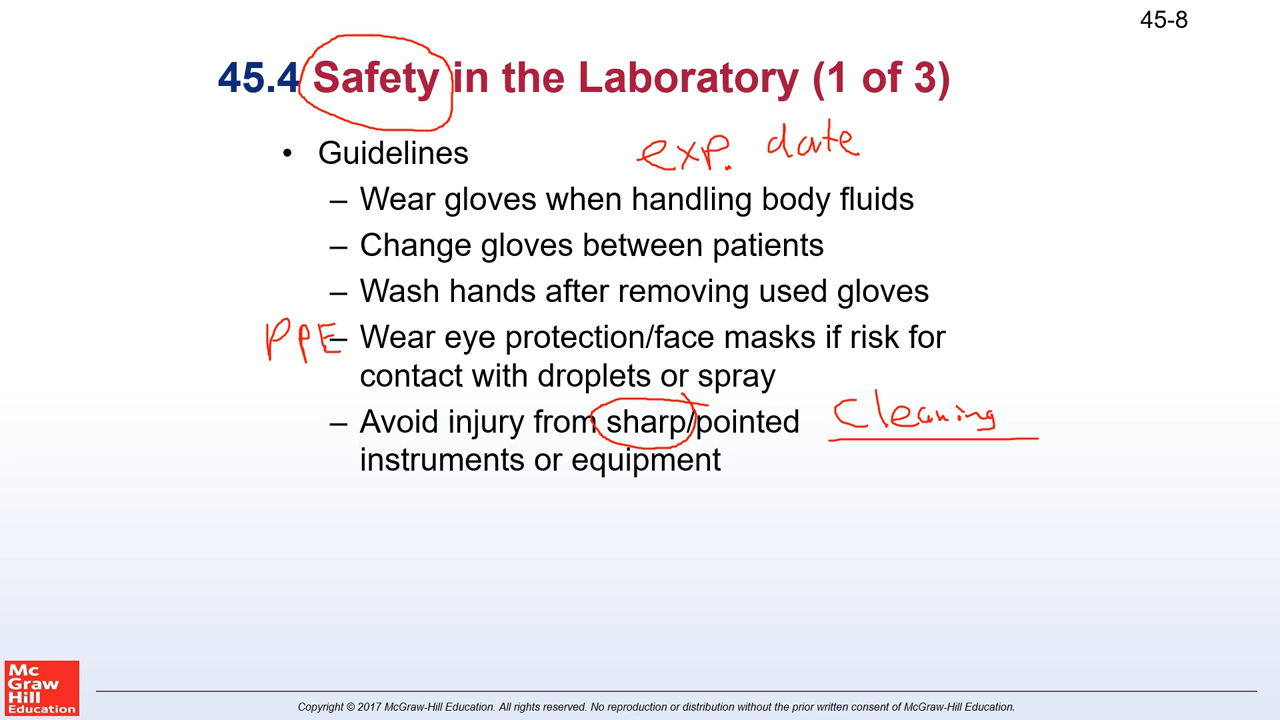 45-8
45.4 Safety in the Laboratory (1 of 3)
• Guidelines
exp. date
– Wear gloves when handling body fluids
– Change gloves between patients
– Wash hands after removing used gloves
PPE
– Wear eye protection/face masks if risk for
contact with droplets or spray
– Avoid injury from sharp/pointed
Cleaning
instruments or equipment
Mc
Graw
Hill
Education
Copyright © 2017 McGraw-Hill Education. All rights reserved. No reproduction or distribution without the prior written consent of McGraw-Hill Education.